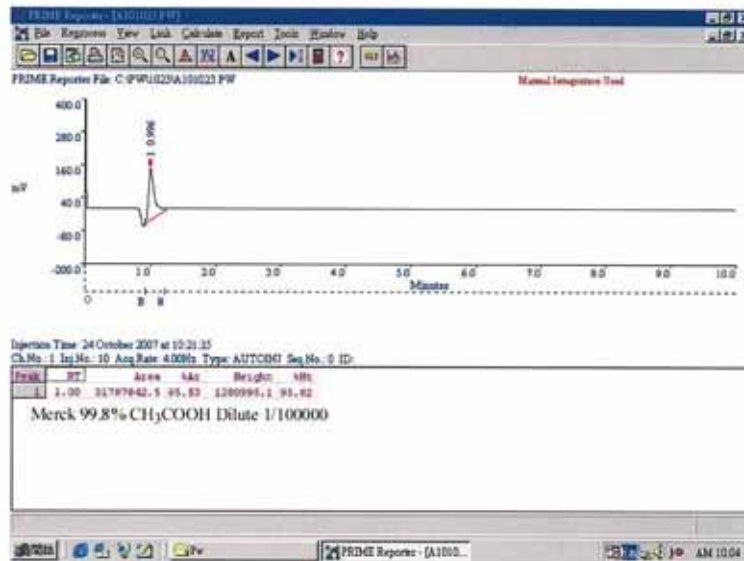 PRIME Reporter - [A101023.PW]
File Reprocess View Link Calculate Report Tools Window Help
PRIME Reporter File: C:\PW\1023\A101023.PW
Manual Integration Used
400.0
280.0
1 0.996
160.0
mV
40.0
-80.0
-200.0
1.0 2.0 3.0 4.0 5.0 6.0 7.0 8.0 9.0 10.0
Minutes
Injection Time: 24 October 2007 at 10:21:25
Ch.No.: 1 Inj.No.: 10 Acq.Rate: 4.00Hz Type: AUTOINJ Seq.No.: 0 ID:
Peak RT Area %Ar Height %Ht
1 1.00
Merck 99.8% CH3COOH Dilute 1/100000
Pw
PRIME Reporter - [A1010...
AM 10:04